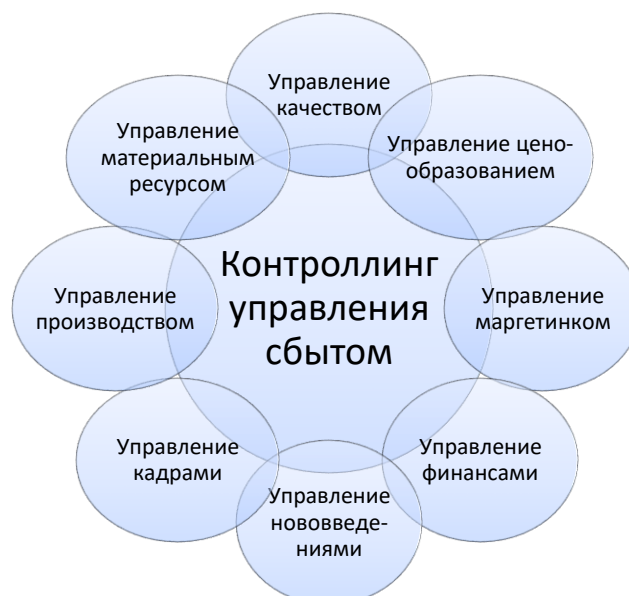 Управление
качеством
Управление цено-
образованием
Управление
маргетинком
Управление
финансами
Управление
нововведе-
ниями
Управление
кадрами
Управление
производством
Управление
материальным
ресурсом
Контроллинг
управления
сбытом